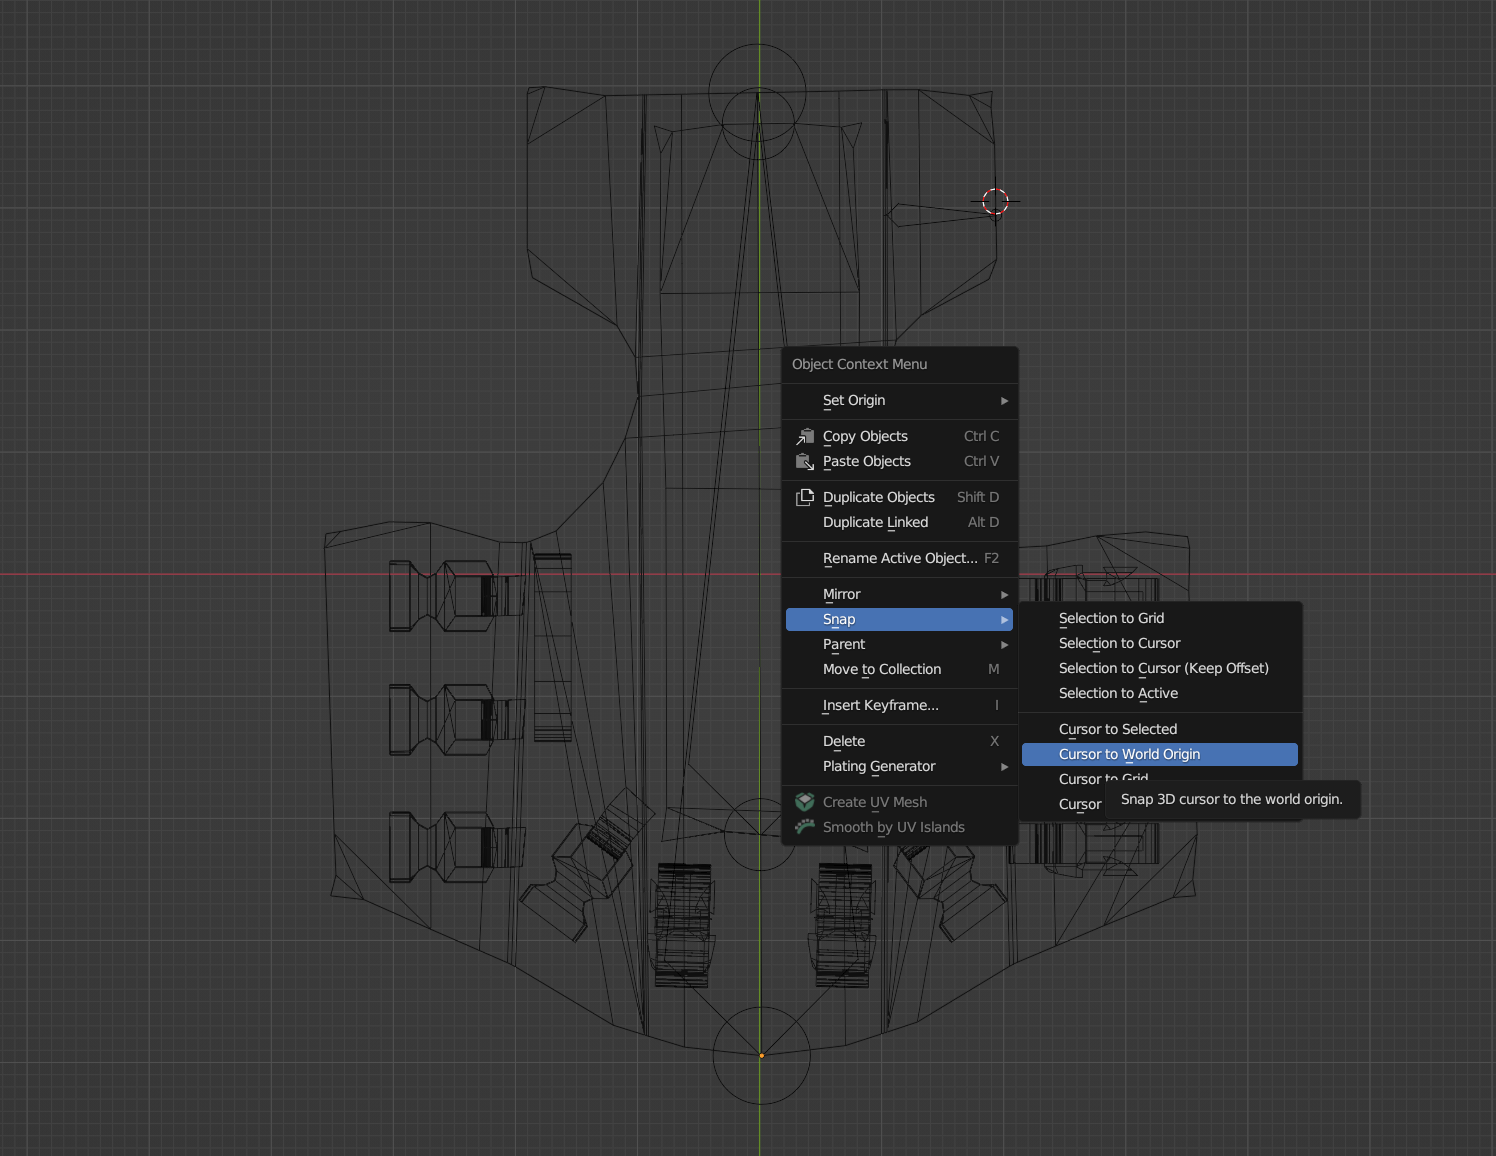 Object Context Menu
Set Origin
Copy Objects Ctrl C
Paste Objects Ctrl V
Duplicate Objects Shift D
Duplicate Linked Alt D
Rename Active Object... F2
Mirror
Snap
Parent
Move to Collection M
Insert Keyframe... I
Delete X
Plating Generator
Create UV Mesh
Smooth by UV Islands
Selection to Grid
Selection to Cursor
Selection to Cursor (Keep Offset)
Selection to Active
Cursor to Selected
Cursor to World Origin
Cursor to Grid
Cursor
Snap 3D cursor to the world origin.